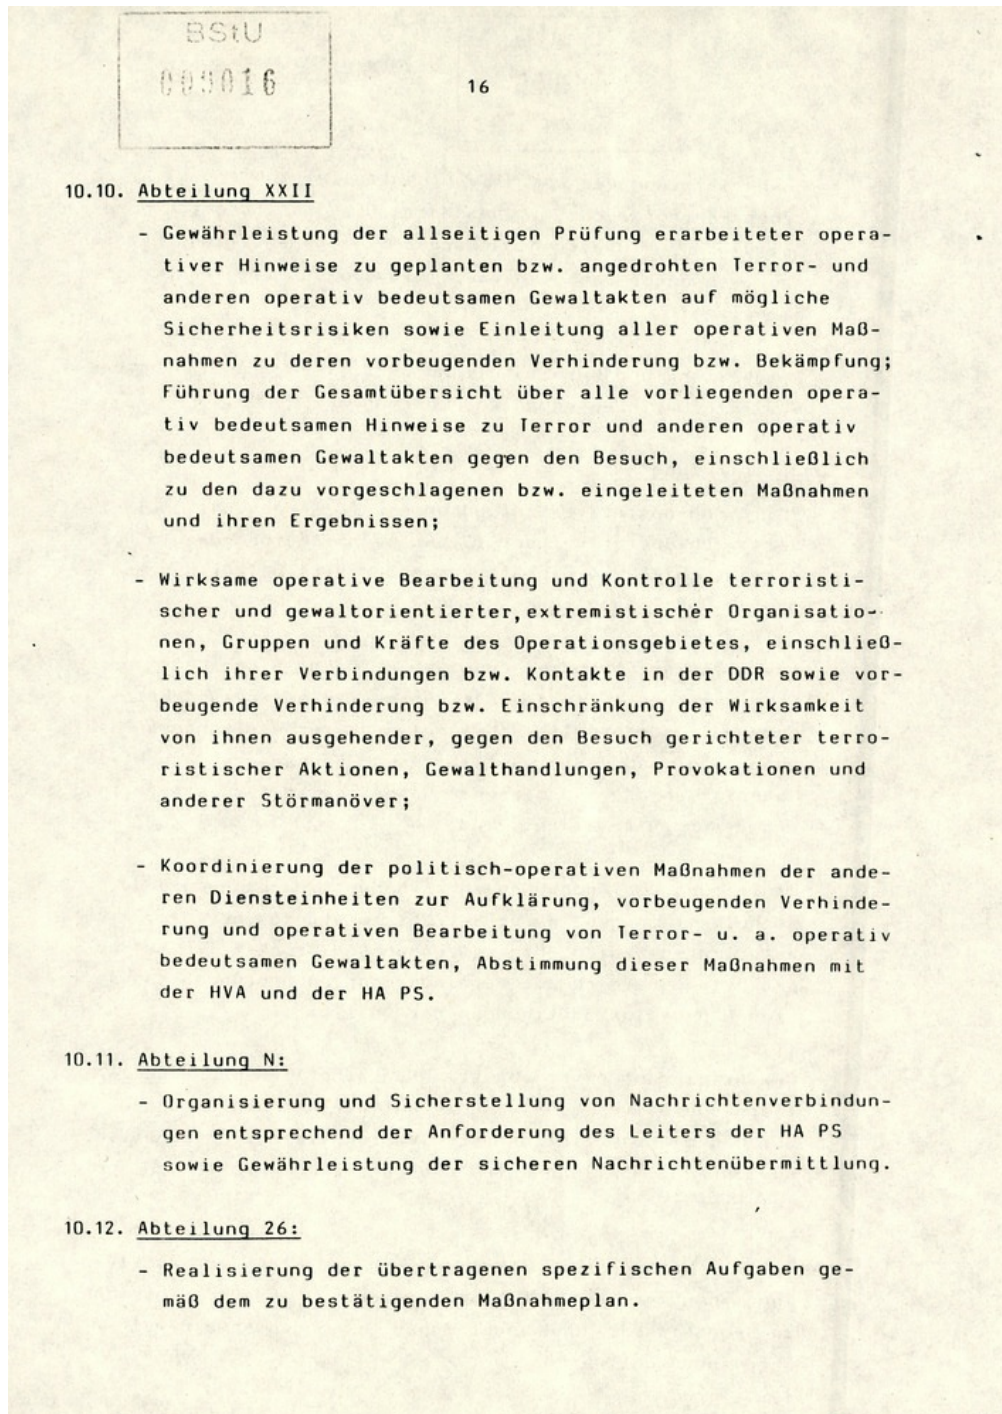 BStU
000016
16
10.10. Abteilung XXII
- Gewährleistung der allseitigen Prüfung erarbeiteter opera-
tiver Hinweise zu geplanten bzw. angedrohten Terror- und
anderen operativ bedeutsamen Gewaltakten auf mögliche
Sicherheitsrisiken sowie Einleitung aller operativen Maß-
nahmen zu deren vorbeugenden Verhinderung bzw. Bekämpfung;
Führung der Gesamtübersicht über alle vorliegenden opera-
tiv bedeutsamen Hinweise zu Terror und anderen operativ
bedeutsamen Gewaltakten gegen den Besuch, einschließlich
zu den dazu vorgeschlagenen bzw. eingeleiteten Maßnahmen
und ihren Ergebnissen;
- Wirksame operative Bearbeitung und Kontrolle terroristi-
scher und gewaltorientierter, extremistischer Organisatio-
nen, Gruppen und Kräfte des Operationsgebietes, einschließ-
lich ihrer Verbindungen bzw. Kontakte in der DDR sowie vor-
beugende Verhinderung bzw. Einschränkung der Wirksamkeit
von ihnen ausgehender, gegen den Besuch gerichteter terro-
ristischer Aktionen, Gewalthandlungen, Provokationen und
anderer Störmanöver;
- Koordinierung der politisch-operativen Maßnahmen der ande-
ren Diensteinheiten zur Aufklärung, vorbeugenden Verhinde-
rung und operativen Bearbeitung von Terror- u. a. operativ
bedeutsamen Gewaltakten, Abstimmung dieser Maßnahmen mit
der HVA und der HA PS.
10.11. Abteilung N:
- Organisierung und Sicherstellung von Nachrichtenverbindun-
gen entsprechend der Anforderung des Leiters der HA PS
sowie Gewährleistung der sicheren Nachrichtenübermittlung.
10.12. Abteilung 26:
- Realisierung der übertragenen spezifischen Aufgaben ge-
mäß dem zu bestätigenden Maßnahmeplan.